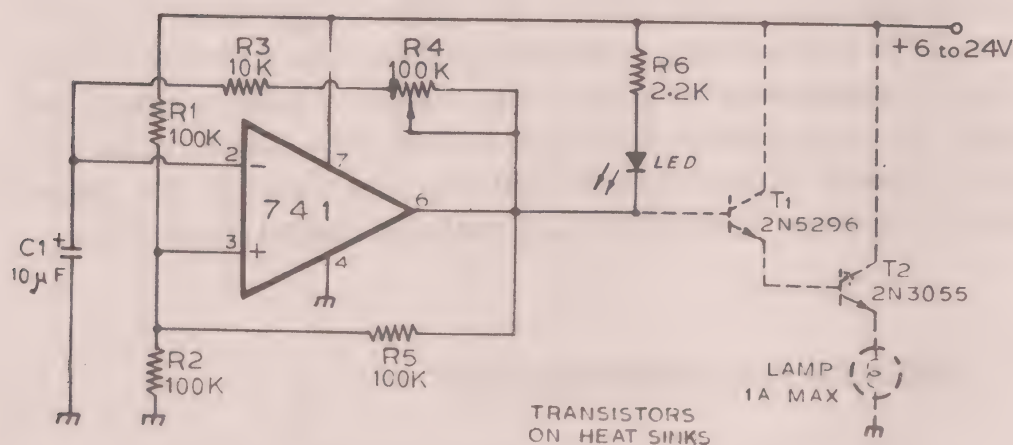 R3
10K
R4
100K
+6 to 24V
R6
2.2K
R1
100K
2
−
7
LED
741
6
T1
2N5296
C1
+
10µF
3
+
4
T2
2N3055
R2
100K
R5
100K
LAMP
1A MAX
TRANSISTORS
ON HEAT SINKS